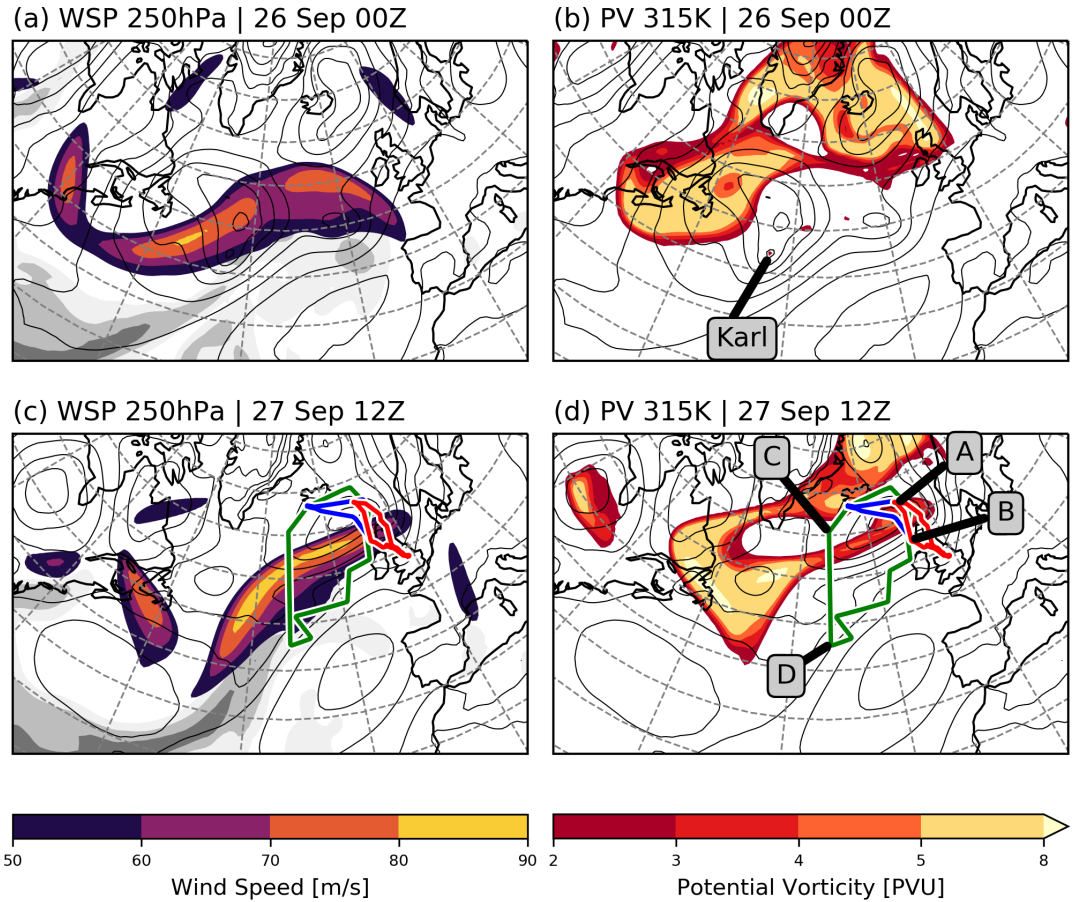 (a) WSP 250hPa | 26 Sep 00Z
(b) PV 315K | 26 Sep 00Z
Karl
(c) WSP 250hPa | 27 Sep 12Z
(d) PV 315K | 27 Sep 12Z
C
A
B
D
50 60 70 80 90
Wind Speed [m/s]
2 3 4 5 8
Potential Vorticity [PVU]